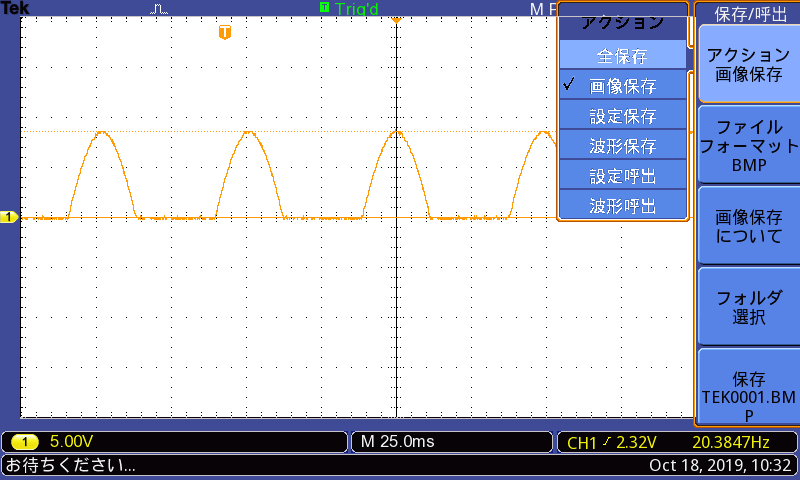 Tek
T Trig'd
M P
保存/呼出
T
アクション
全保存
✓ 画像保存
設定保存
波形保存
設定呼出
波形呼出
アクション
画像保存
ファイル
フォーマット
BMP
画像保存
について
フォルダ
選択
保存
TEK0001.BM
P
1
1 5.00V
M 25.0ms
CH1 2.32V
20.3847Hz
お待ちください...
Oct 18, 2019, 10:32